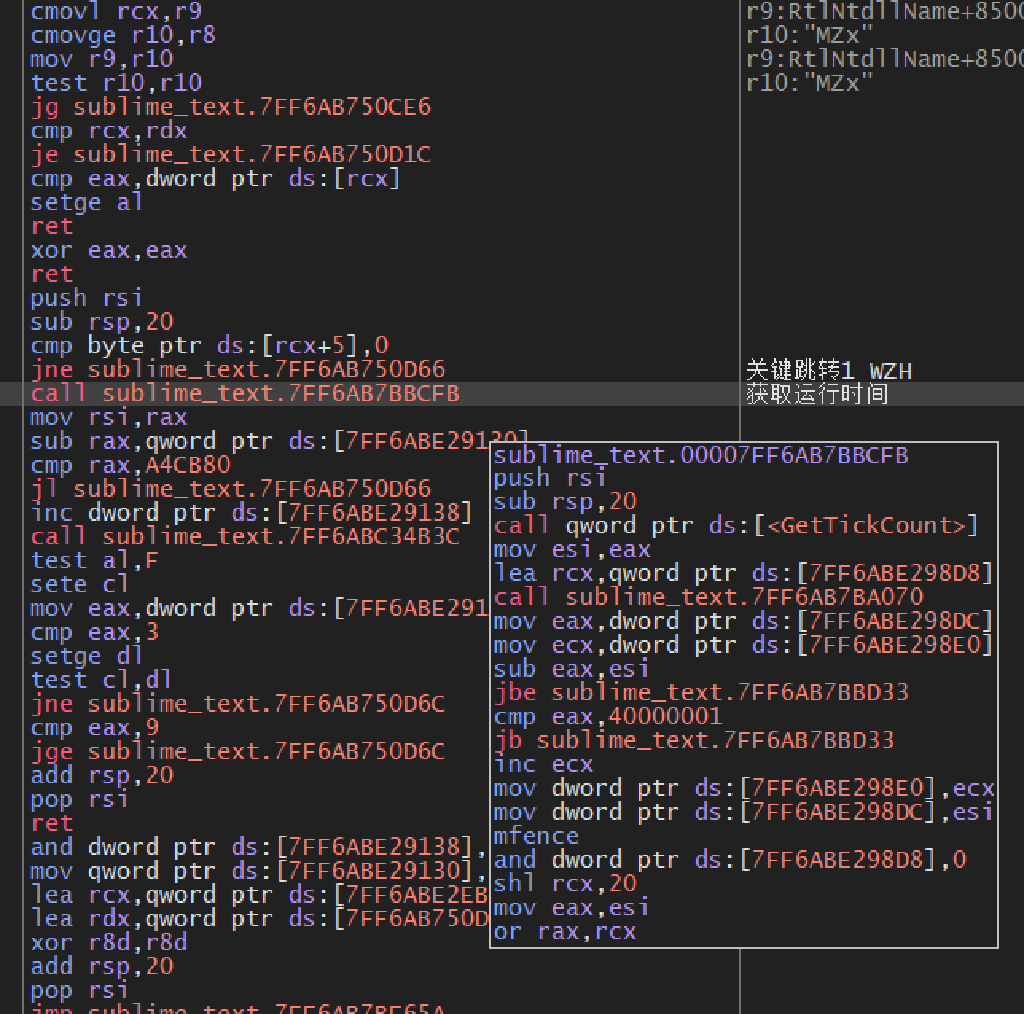 cmovl rcx,r9
r9:RtlNtdllName+8500
cmovge r10,r8
r10:"MZx"
mov r9,r10
r9:RtlNtdllName+8500
test r10,r10
r10:"MZx"
jg sublime_text.7FF6AB750CE6
cmp rcx,rdx
je sublime_text.7FF6AB750D1C
cmp eax,dword ptr ds:[rcx]
setge al
ret
xor eax,eax
ret
push rsi
sub rsp,20
cmp byte ptr ds:[rcx+5],0
jne sublime_text.7FF6AB750D66
关键跳转1 WZH
call sublime_text.7FF6AB7BBCFB
获取运行时间
mov rsi,rax
sub rax,qword ptr ds:[7FF6ABE29130]
cmp rax,A4CB80
jl sublime_text.7FF6AB750D66
inc dword ptr ds:[7FF6ABE29138]
call sublime_text.7FF6ABC34B3C
test al,F
sete cl
mov eax,dword ptr ds:[7FF6ABE291
cmp eax,3
setge dl
test cl,dl
jne sublime_text.7FF6AB750D6C
cmp eax,9
jge sublime_text.7FF6AB750D6C
add rsp,20
pop rsi
ret
and dword ptr ds:[7FF6ABE29138],
mov qword ptr ds:[7FF6ABE29130],
lea rcx,qword ptr ds:[7FF6ABE2EB
lea rdx,qword ptr ds:[7FF6AB750D
xor r8d,r8d
add rsp,20
pop rsi
jmp sublime_text.7FF6AB7BE65A
sublime_text.00007FF6AB7BBCFB
push rsi
sub rsp,20
call qword ptr ds:[<GetTickCount>]
mov esi,eax
lea rcx,qword ptr ds:[7FF6ABE298D8]
call sublime_text.7FF6AB7BA070
mov eax,dword ptr ds:[7FF6ABE298DC]
mov ecx,dword ptr ds:[7FF6ABE298E0]
sub eax,esi
jbe sublime_text.7FF6AB7BBD33
cmp eax,40000001
jb sublime_text.7FF6AB7BBD33
inc ecx
mov dword ptr ds:[7FF6ABE298E0],ecx
mov dword ptr ds:[7FF6ABE298DC],esi
mfence
and dword ptr ds:[7FF6ABE298D8],0
shl rcx,20
mov eax,esi
or rax,rcx